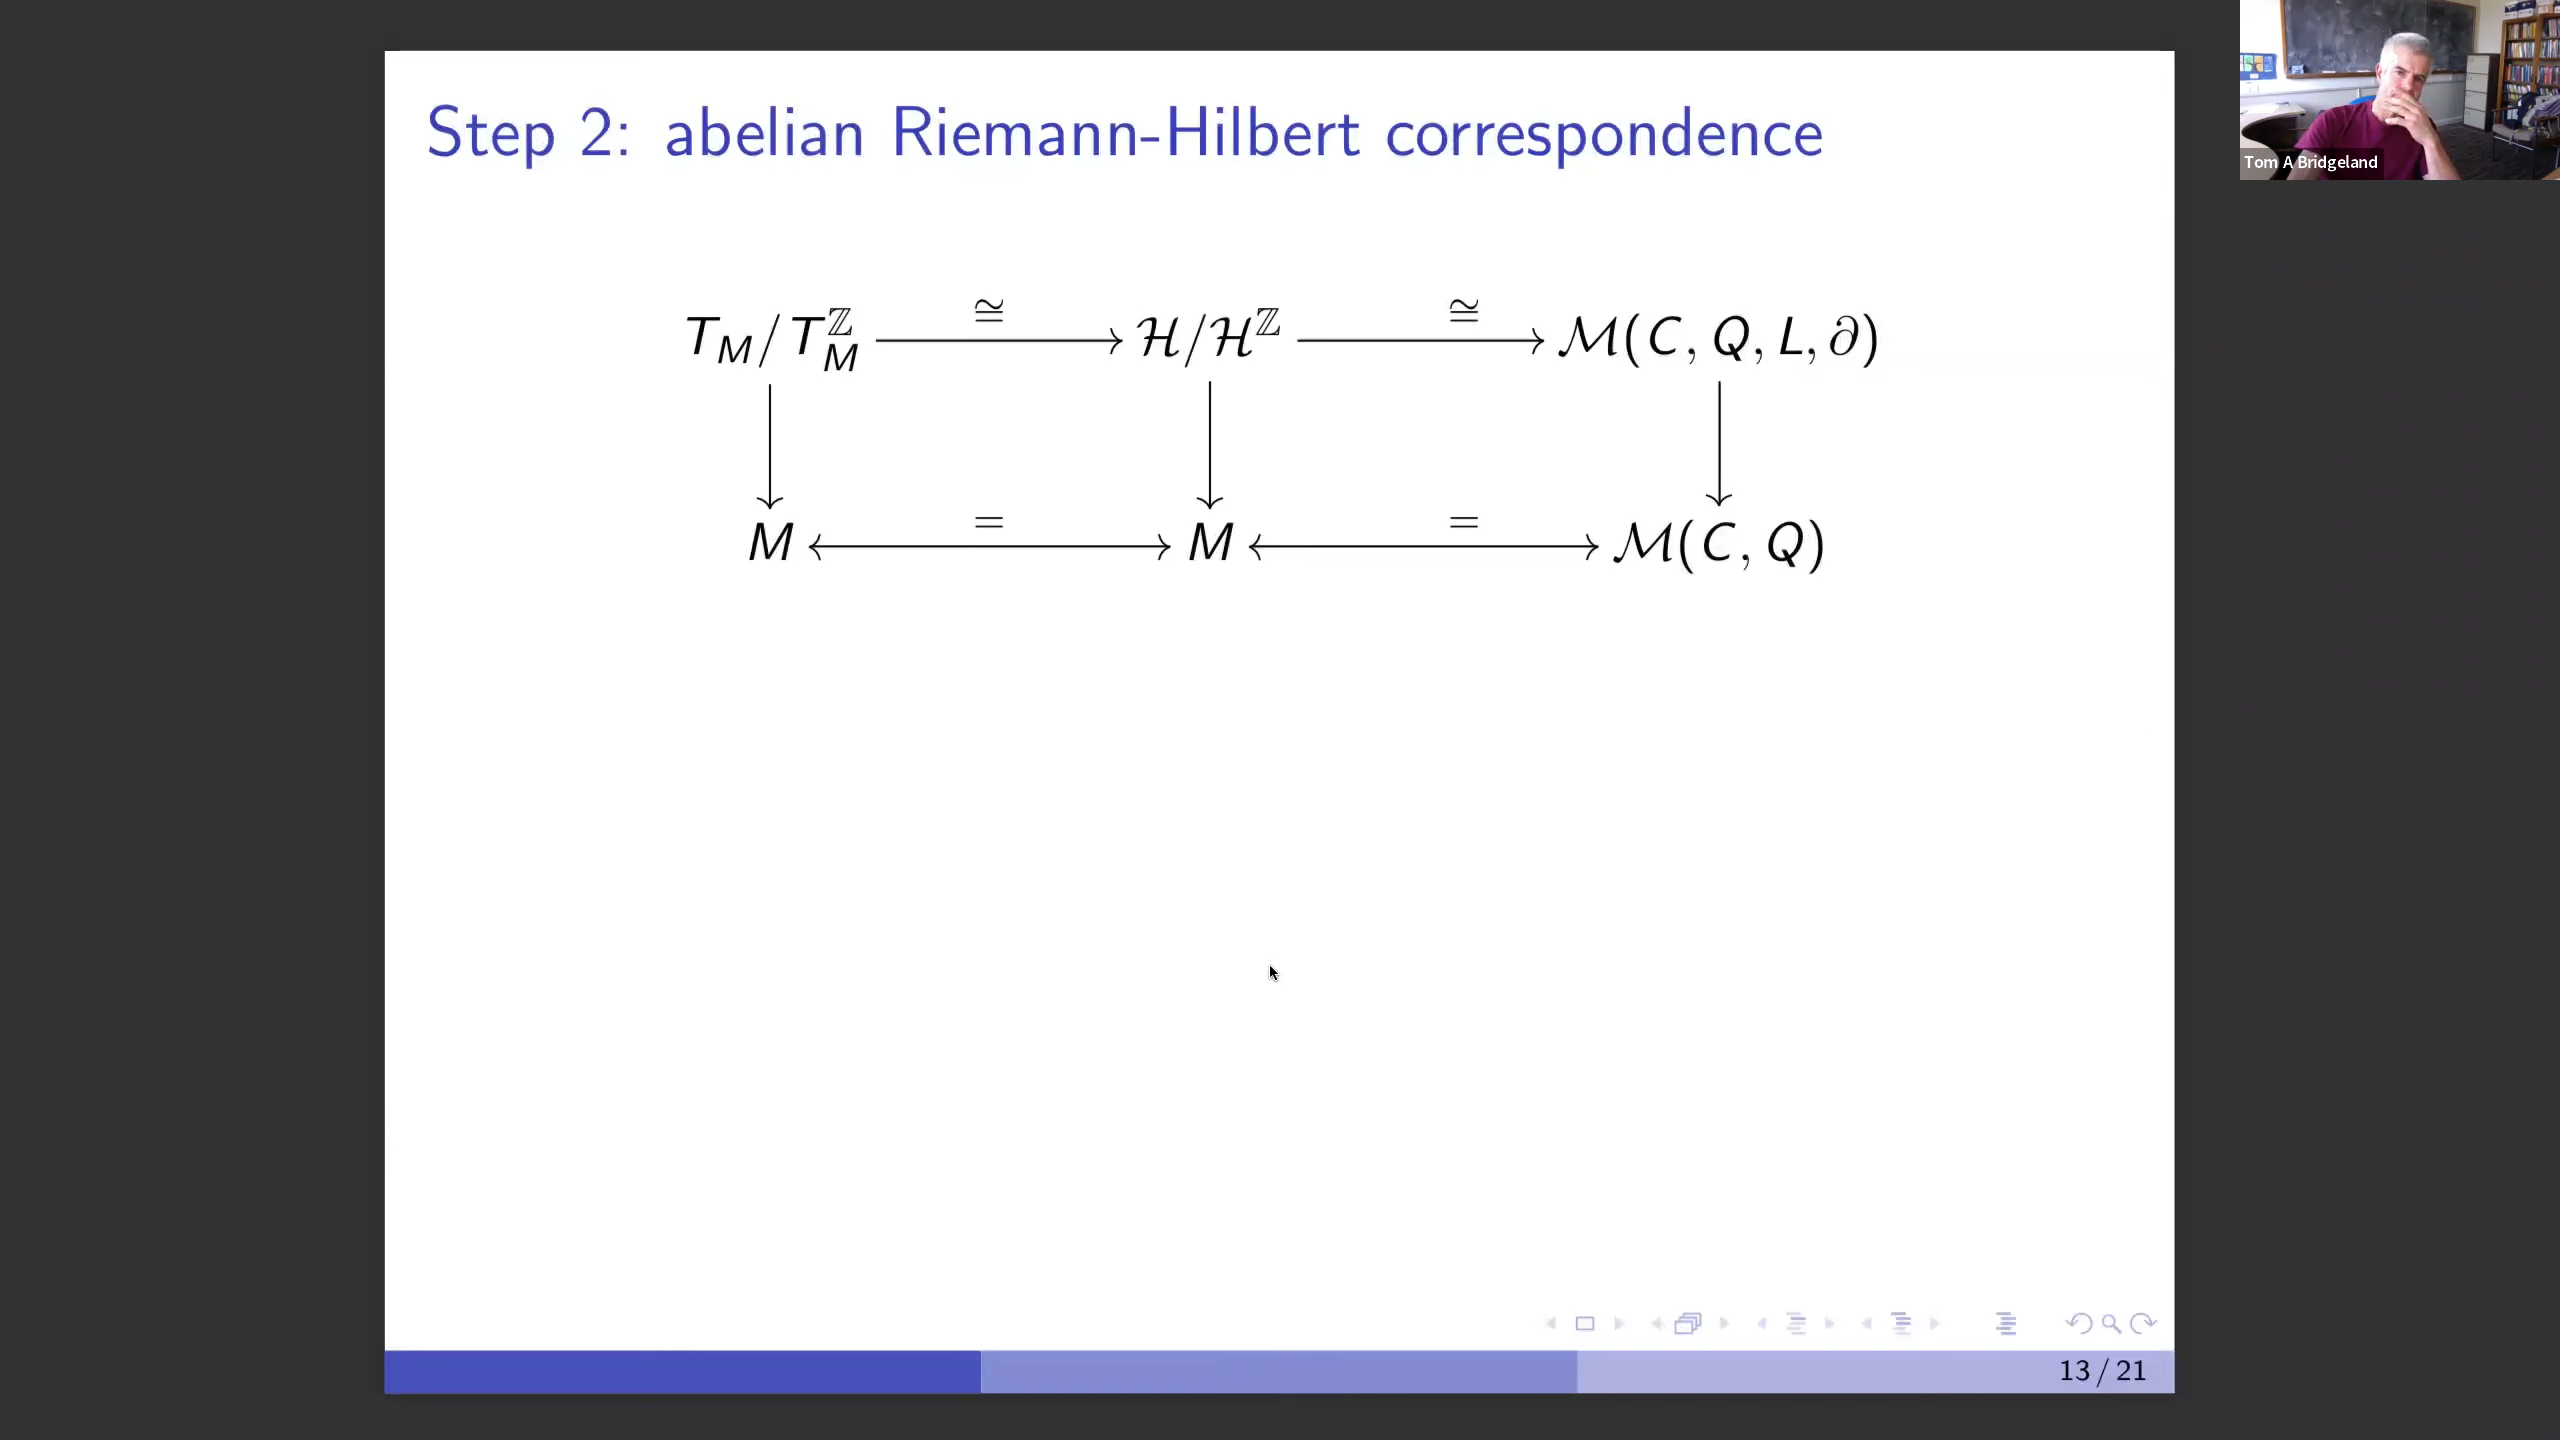 Step 2: abelian Riemann-Hilbert correspondence
Tom A Bridgeland
≅ ≅
T_M/T_M^ℤ → ℋ/ℋ^ℤ → ℳ(C, Q, L, ∂)
= =
M ↔ M ↔ ℳ(C, Q)
13 / 21